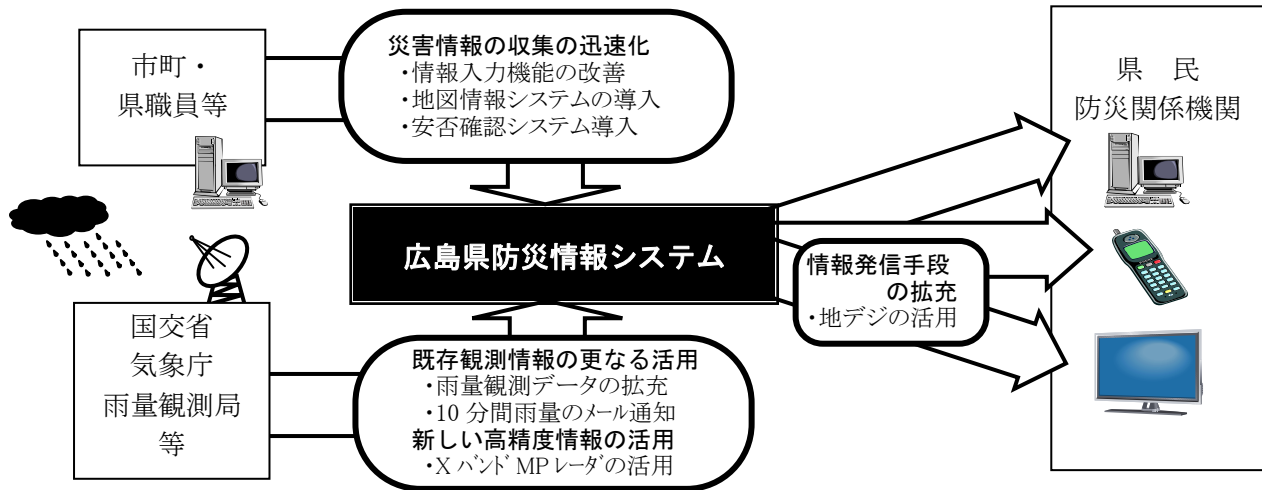 市町・
県職員等
災害情報の収集の迅速化
・情報入力機能の改善
・地図情報システムの導入
・安否確認システム導入
県　民
防災関係機関
広島県防災情報システム
情報発信手段
の拡充
・地デジの活用
国交省
気象庁
雨量観測局
等
既存観測情報の更なる活用
・雨量観測データの拡充
・10 分間雨量のメール通知
新しい高精度情報の活用
・X バンド MP レーダの活用